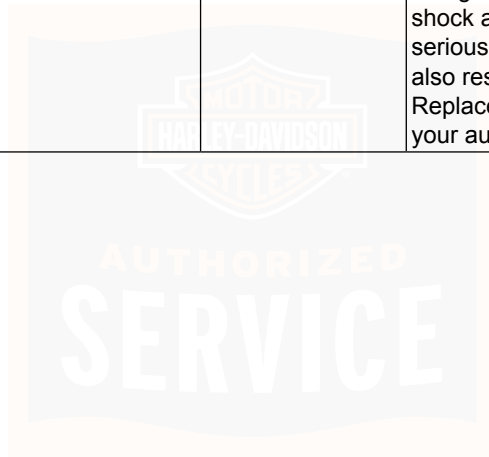 shock a
serious
also res
Replace
your au
MOTOR
HARLEY-DAVIDSON
CYCLES
AUTHORIZED
SERVICE